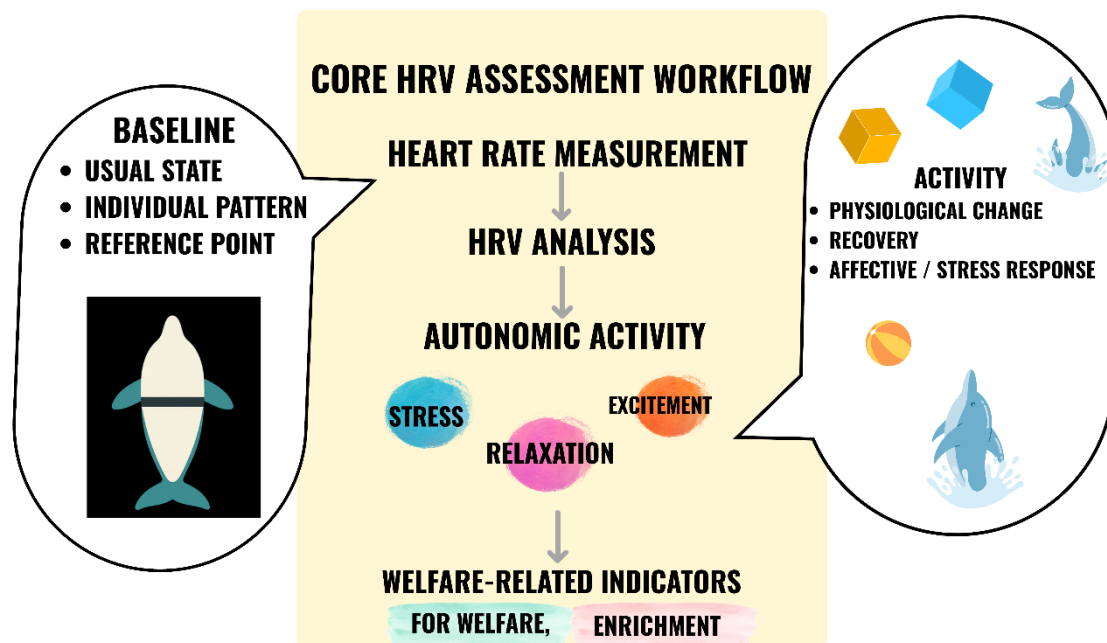 CORE HRV ASSESSMENT WORKFLOW
BASELINE
• USUAL STATE
• INDIVIDUAL PATTERN
• REFERENCE POINT
HEART RATE MEASUREMENT
HRV ANALYSIS
AUTONOMIC ACTIVITY
STRESS
EXCITEMENT
RELAXATION
WELFARE-RELATED INDICATORS
FOR WELFARE, ENRICHMENT
ACTIVITY
• PHYSIOLOGICAL CHANGE
• RECOVERY
• AFFECTIVE / STRESS RESPONSE